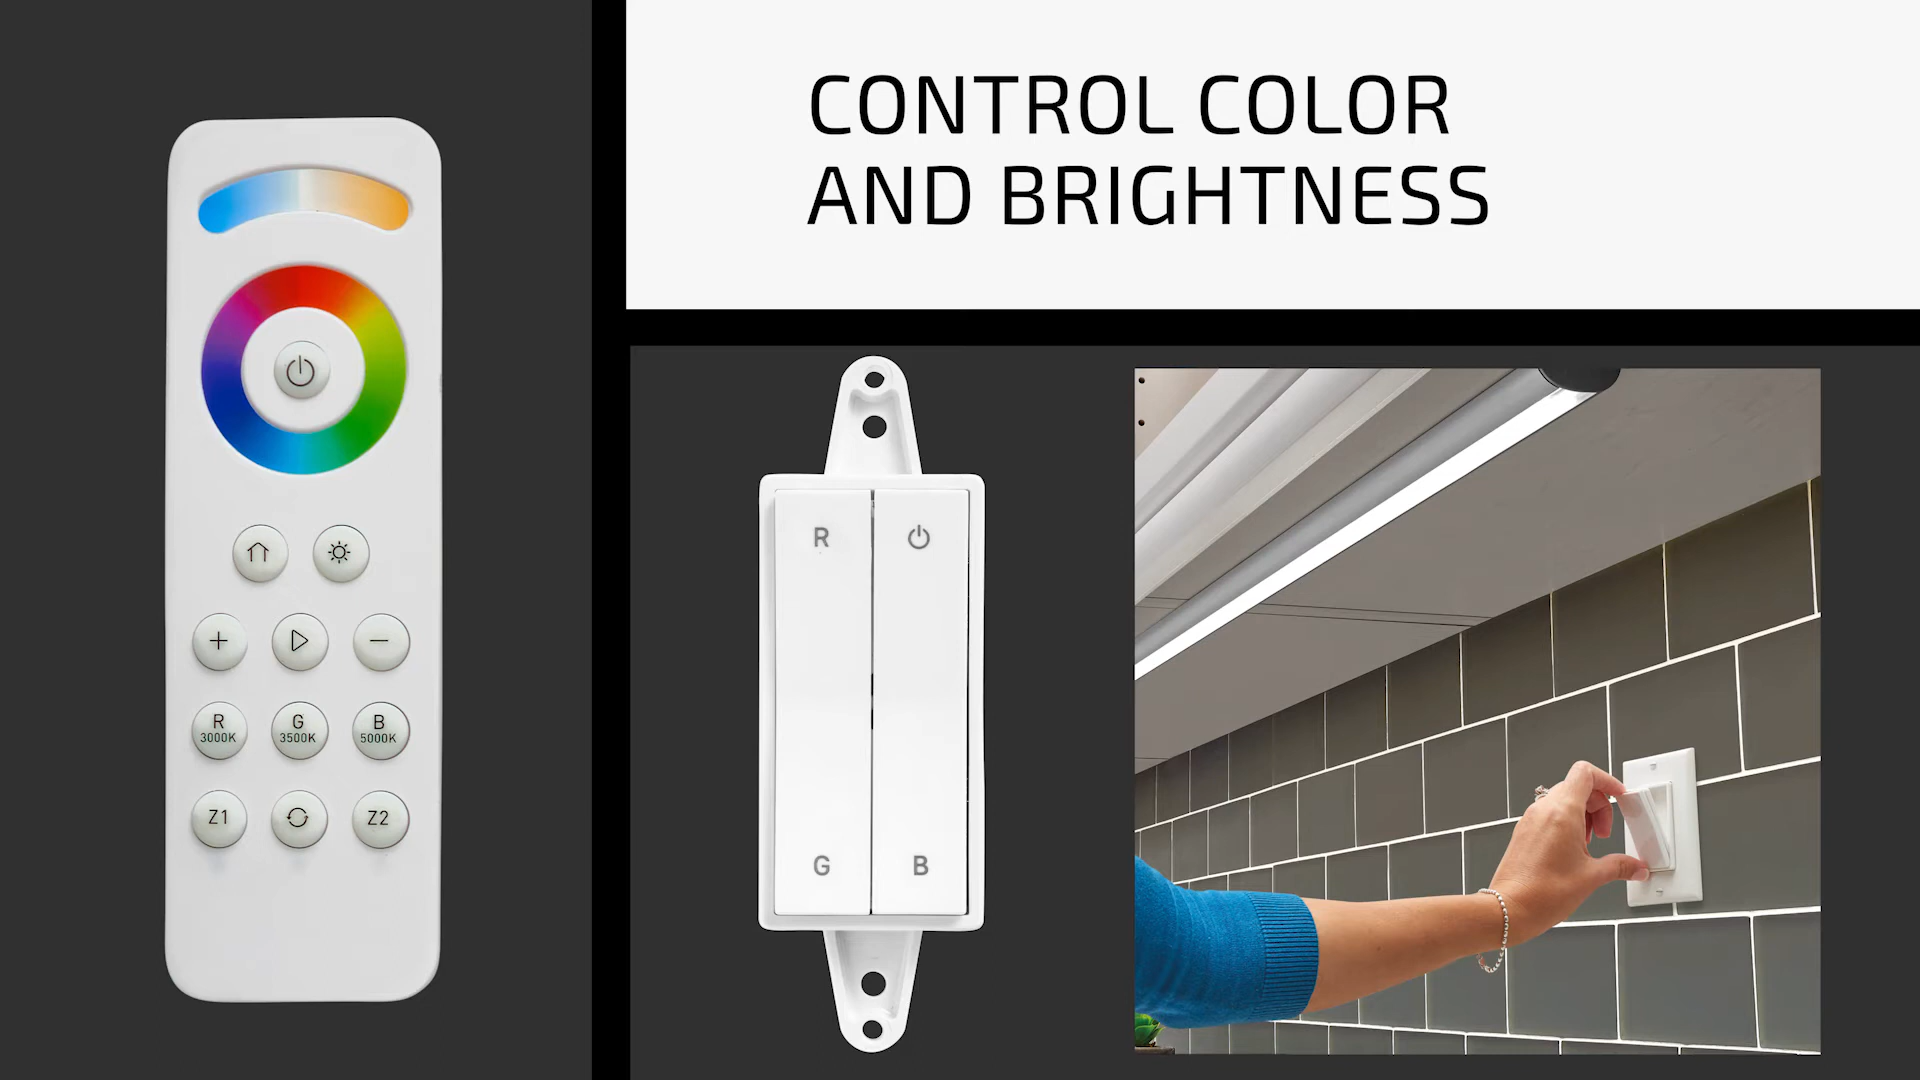 CONTROL COLOR
AND BRIGHTNESS
R
3000K
G
3500K
B
5000K
Z1
Z2
R
G
B